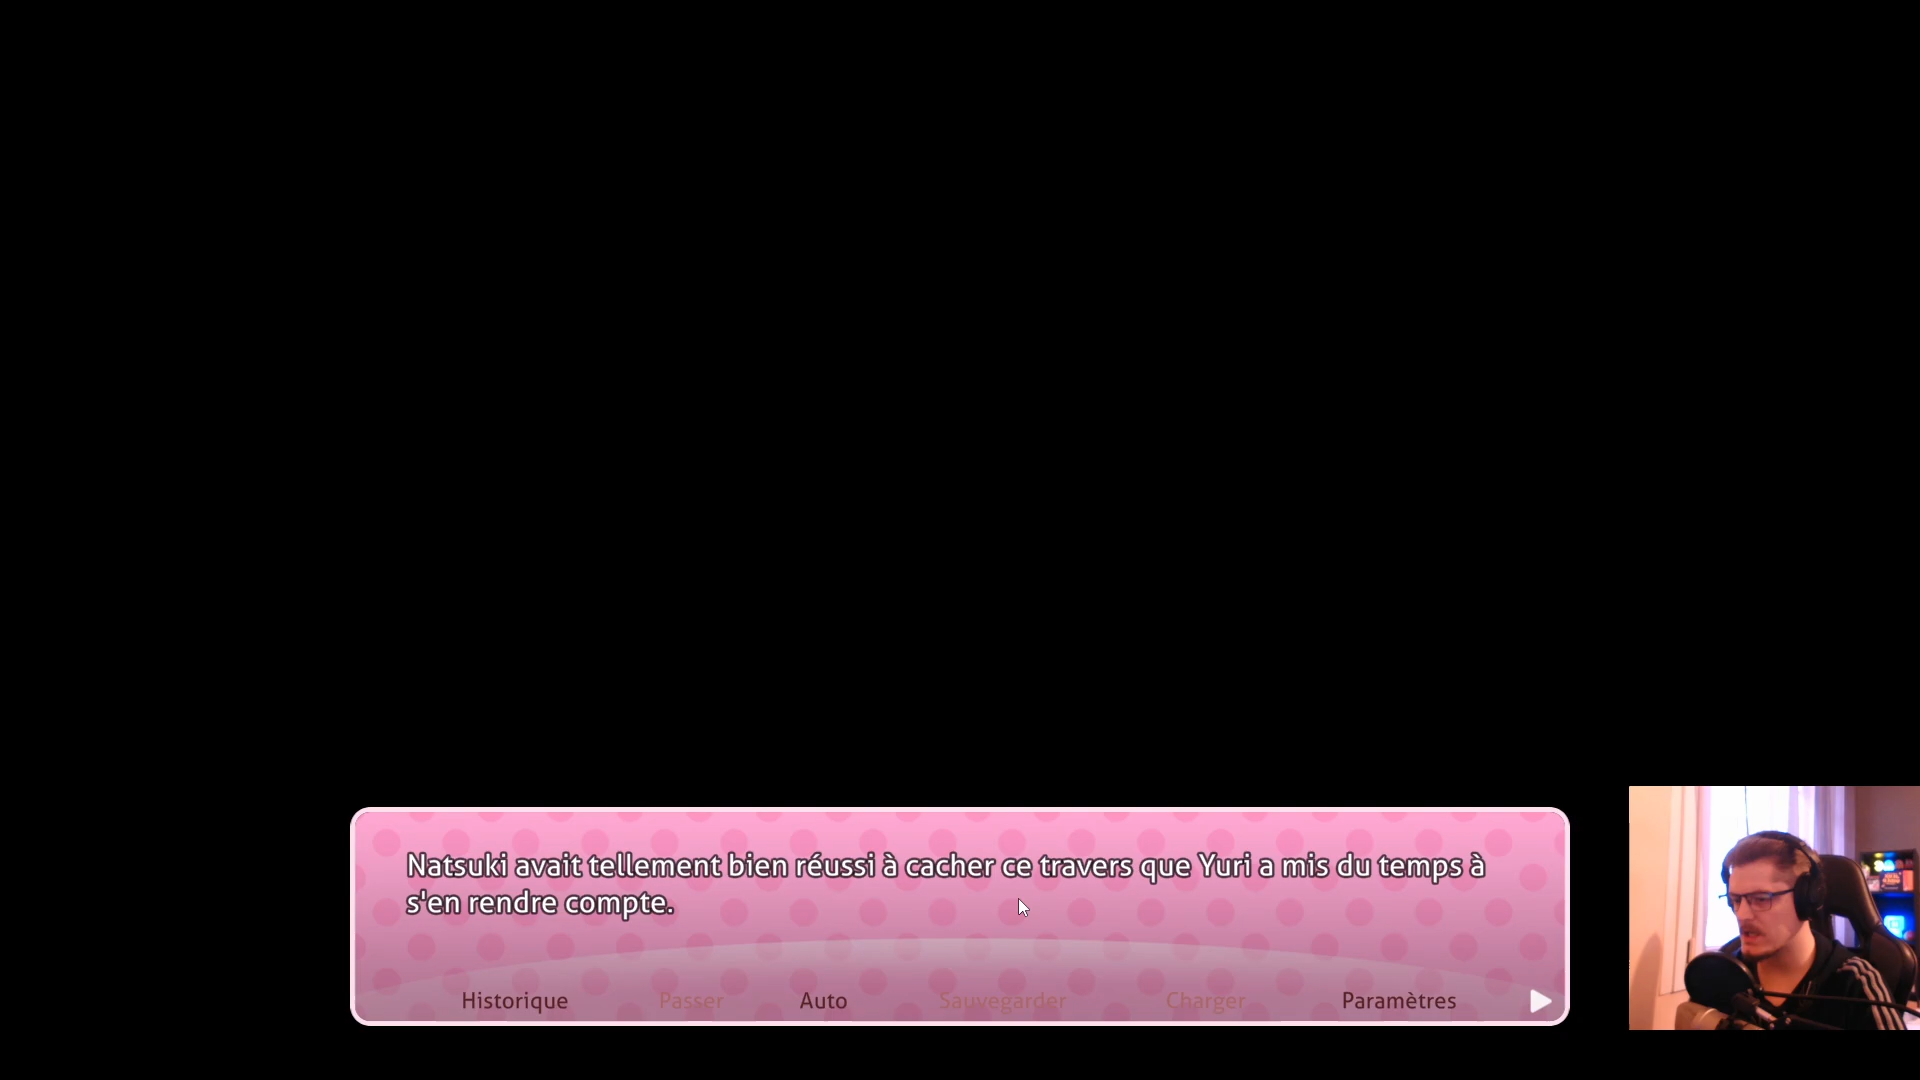 Natsuki avait tellement bien réussi à cacher ce travers que Yuri a mis du temps à
s'en rendre compte.
Historique Passer Auto Sauvegarder Charger Paramètres